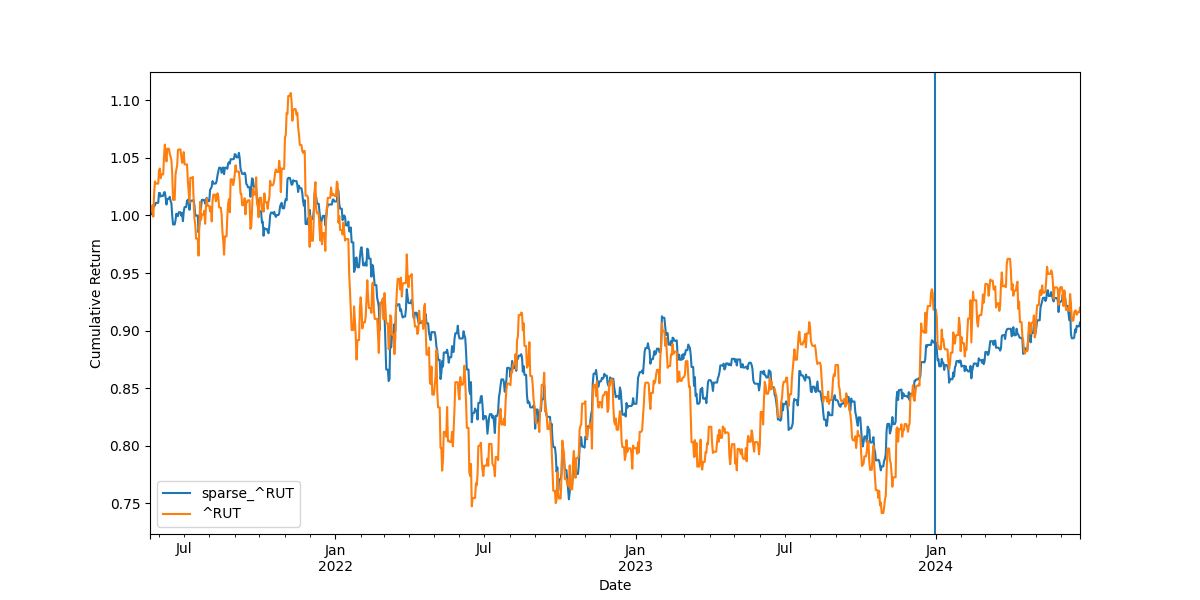 1.10
1.05
1.00
0.95
0.90
0.85
0.80
0.75
Cumulative Return
sparse_^RUT
^RUT
Jul
Jan
2022
Jul
Jan
2023
Jul
Jan
2024
Date